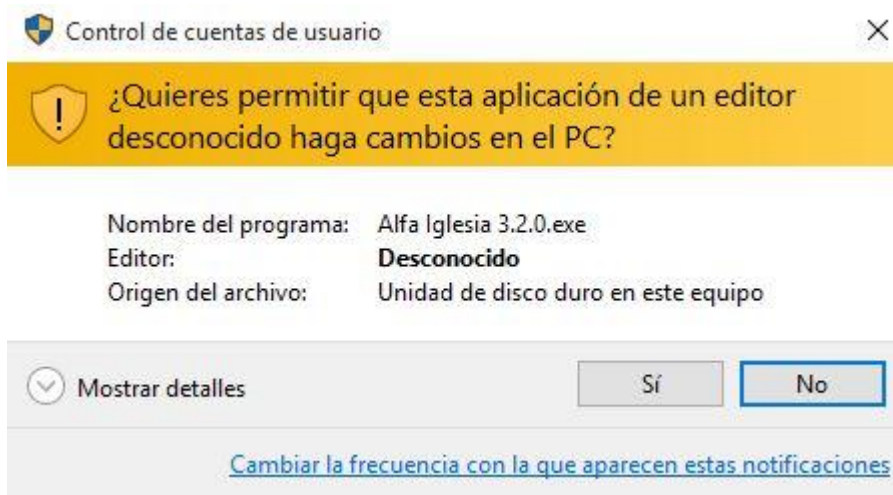 Control de cuentas de usuario
¿Quieres permitir que esta aplicación de un editor
desconocido haga cambios en el PC?
Nombre del programa: Alfa Iglesia 3.2.0.exe
Editor: Desconocido
Origen del archivo: Unidad de disco duro en este equipo
Mostrar detalles Sí No
Cambiar la frecuencia con la que aparecen estas notificaciones